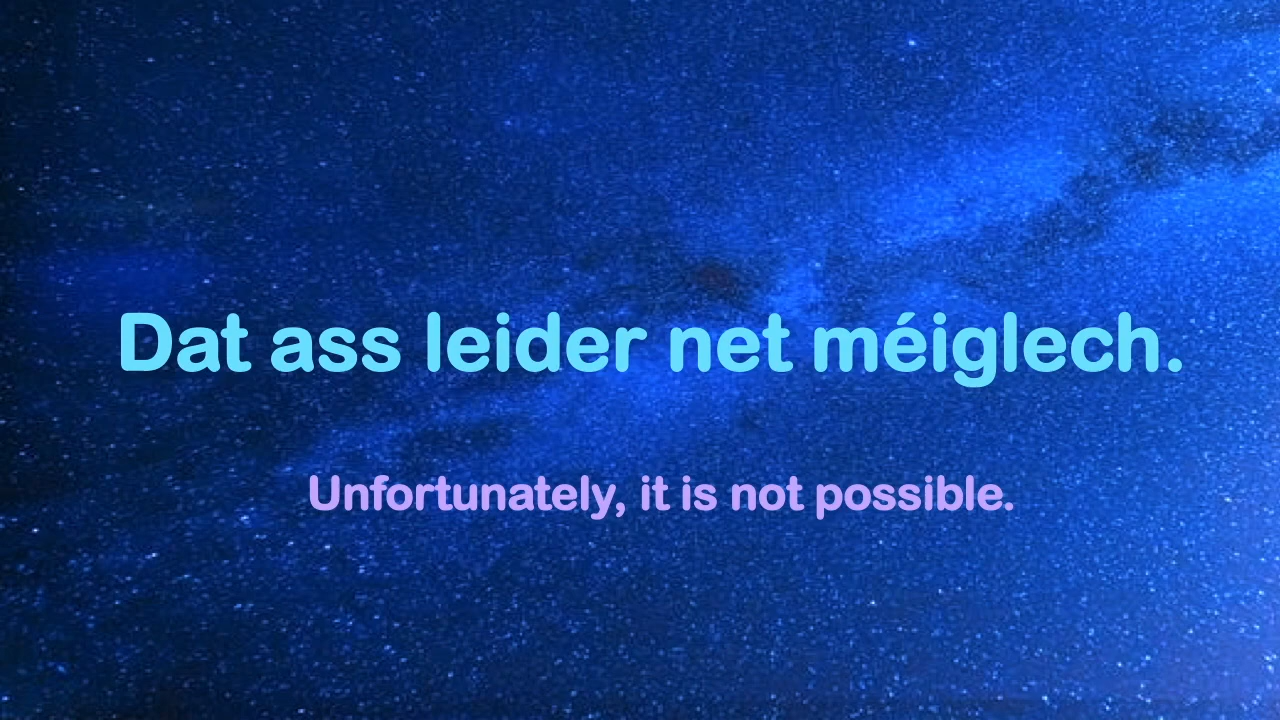 Dat ass leider net méiglech.
Unfortunately, it is not possible.